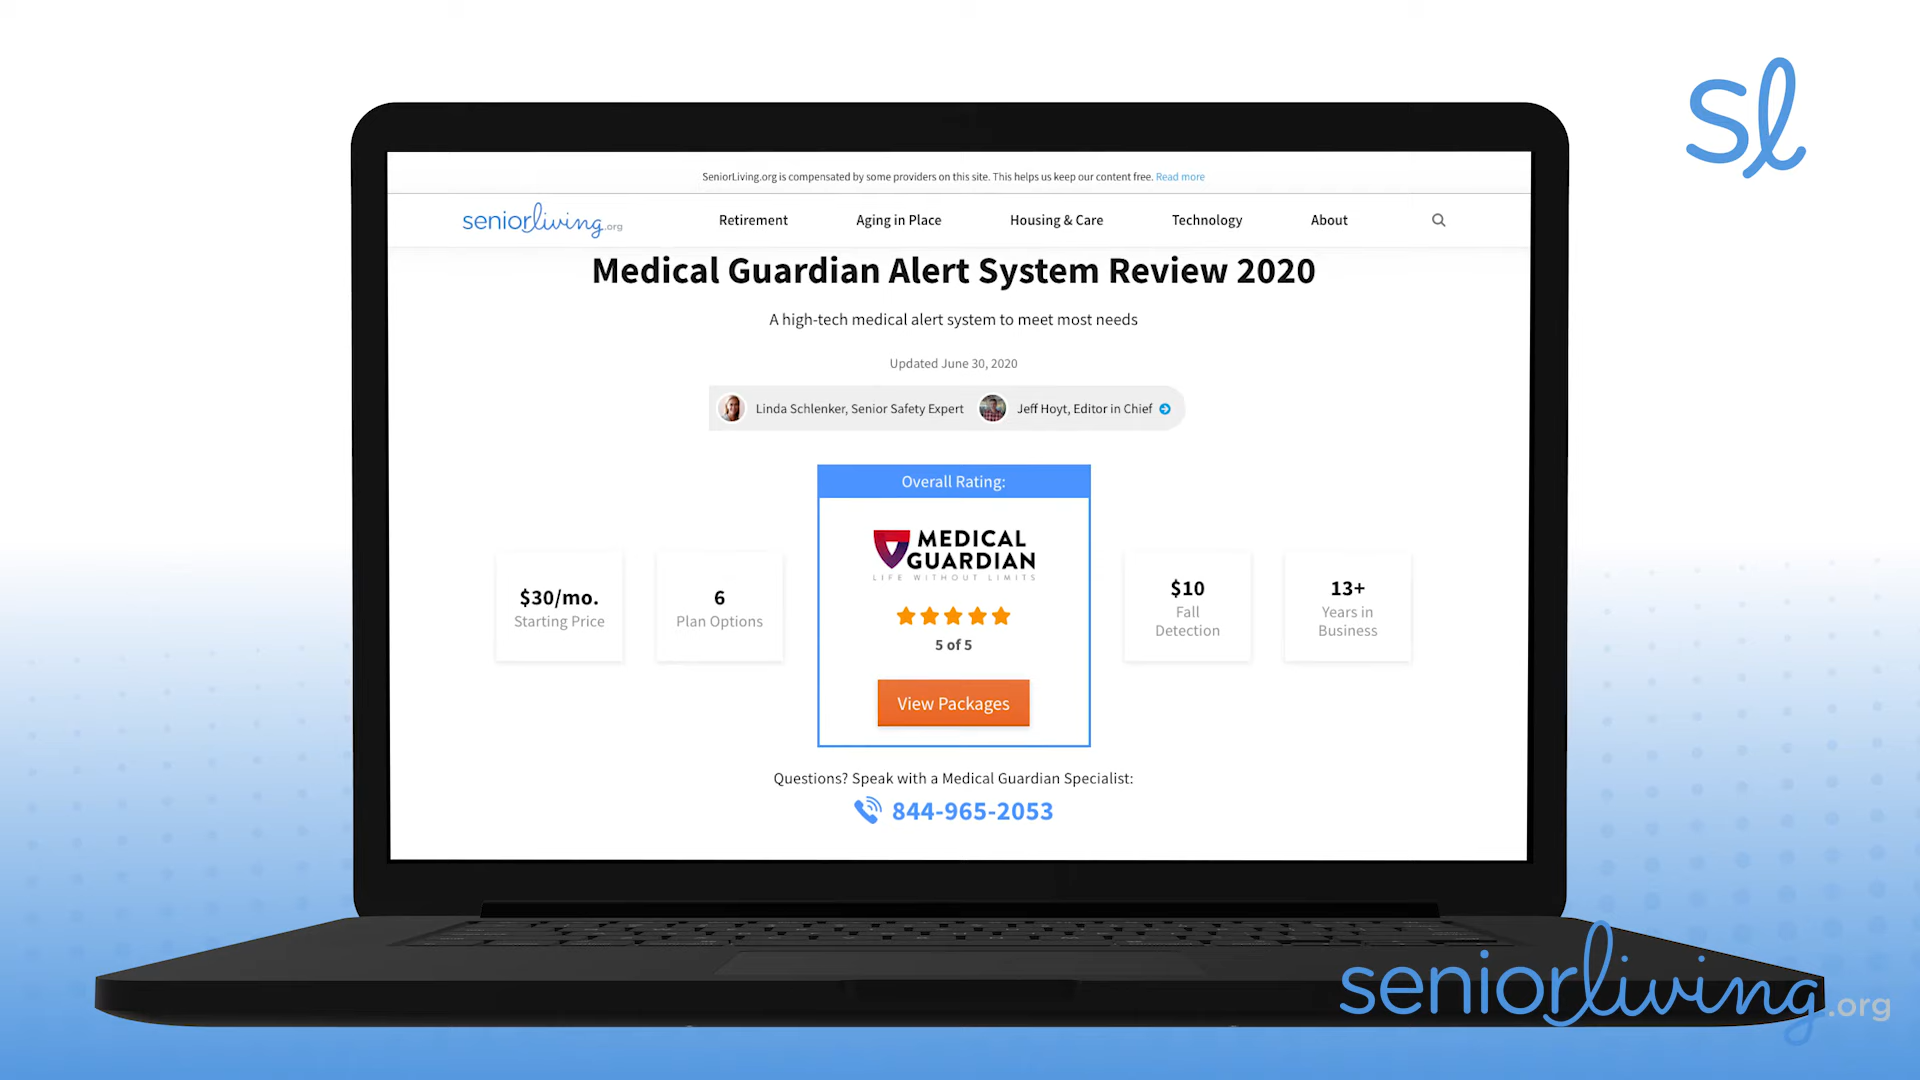 sl
SeniorLiving.org is compensated by some providers on this site. This helps us keep our content free. Read more
seniorliving.org
Retirement
Aging in Place
Housing & Care
Technology
About
Medical Guardian Alert System Review 2020
A high-tech medical alert system to meet most needs
Updated June 30, 2020
Linda Schlenker, Senior Safety Expert
Jeff Hoyt, Editor in Chief
Overall Rating:
MEDICAL
GUARDIAN
LIFE WITHOUT LIMITS
5 of 5
View Packages
$30/mo.
Starting Price
6
Plan Options
$10
Fall
Detection
13+
Years in
Business
Questions? Speak with a Medical Guardian Specialist:
844-965-2053
seniorliving.org